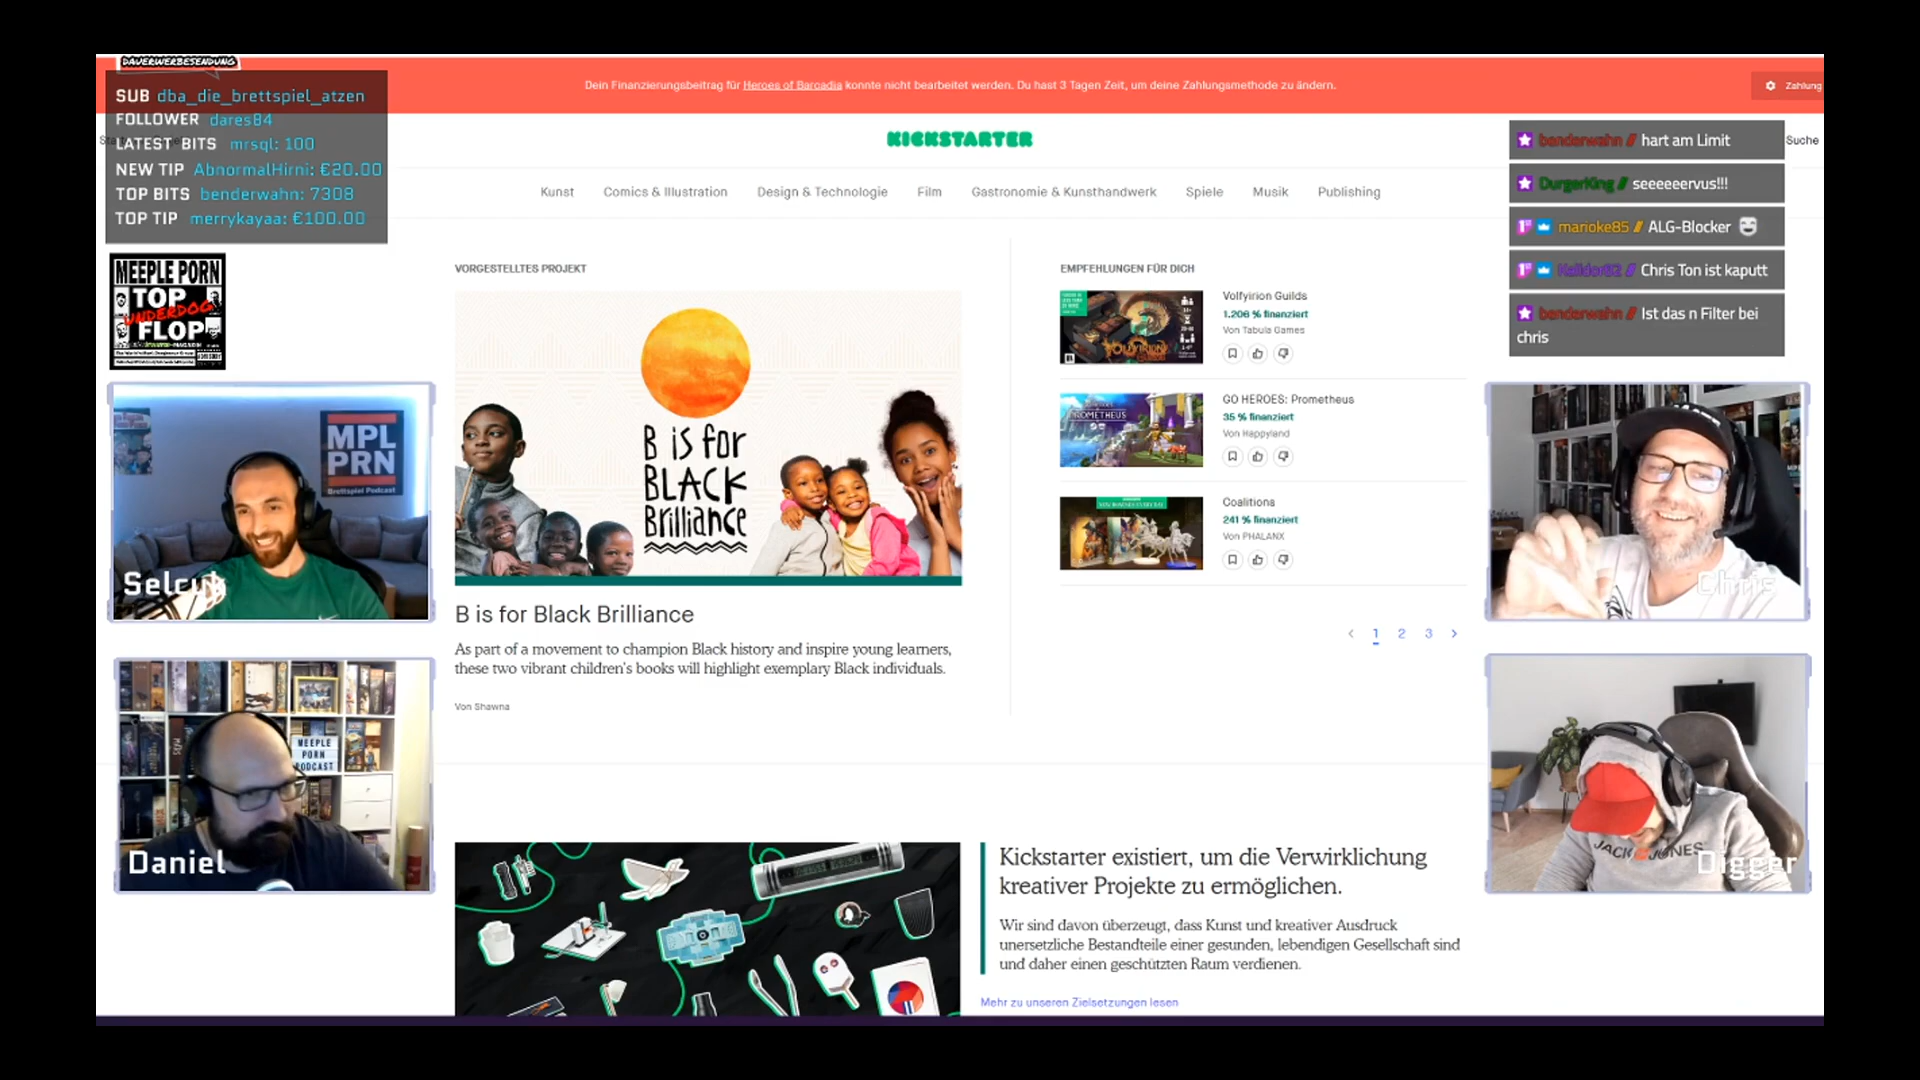 DAUERWERBESENDUNG
Dein Finanzierungsbeitrag für Heroes of Barcadia konnte nicht bearbeitet werden. Du hast 3 Tagen Zeit, um deine Zahlungsmethode zu ändern.
Zahlung
SUB dba_die_brettspiel_atzen
FOLLOWER dares84
LATEST BITS mrsql: 100
NEW TIP AbnormalHirni: €20.00
TOP BITS benderwahn: 7308
TOP TIP merrykayaa: €100.00
KICKSTARTER
Suche
Kunst Comics & Illustration Design & Technologie Film Gastronomie & Kunsthandwerk Spiele Musik Publishing
benderwahn // hart am Limit
DurgerKing // seeeeeervus!!!
marioke85 // ALG-Blocker
Chris Ton ist kaputt
benderwahn // Ist das n Filter bei
chris
MEEPLE PORN
TOP
UNDERDOG
FLOP
VORGESTELLTES PROJEKT
B is for
BLACK
Brilliance
B is for Black Brilliance
As part of a movement to champion Black history and inspire young learners,
these two vibrant children's books will highlight exemplary Black individuals.
Von Shawna
EMPFEHLUNGEN FÜR DICH
Volfyirion Guilds
1.206 % finanziert
Von Tabula Games
VOLFYIRION
GO HEROES: Prometheus
35 % finanziert
Von Happyland
PROMETHEUS
Coalitions
241 % finanziert
Von PHALANX
1 2 3
MPL
PRN
Brettspiel Podcast
Selcuk
MEEPLE
PORN
PODCAST
Daniel
Chris
JACK & JONES
Digger
Kickstarter existiert, um die Verwirklichung
kreativer Projekte zu ermöglichen.
Wir sind davon überzeugt, dass Kunst und kreativer Ausdruck
unersetzliche Bestandteile einer gesunden, lebendigen Gesellschaft sind
und daher einen geschützten Raum verdienen.
Mehr zu unseren Zielsetzungen lesen